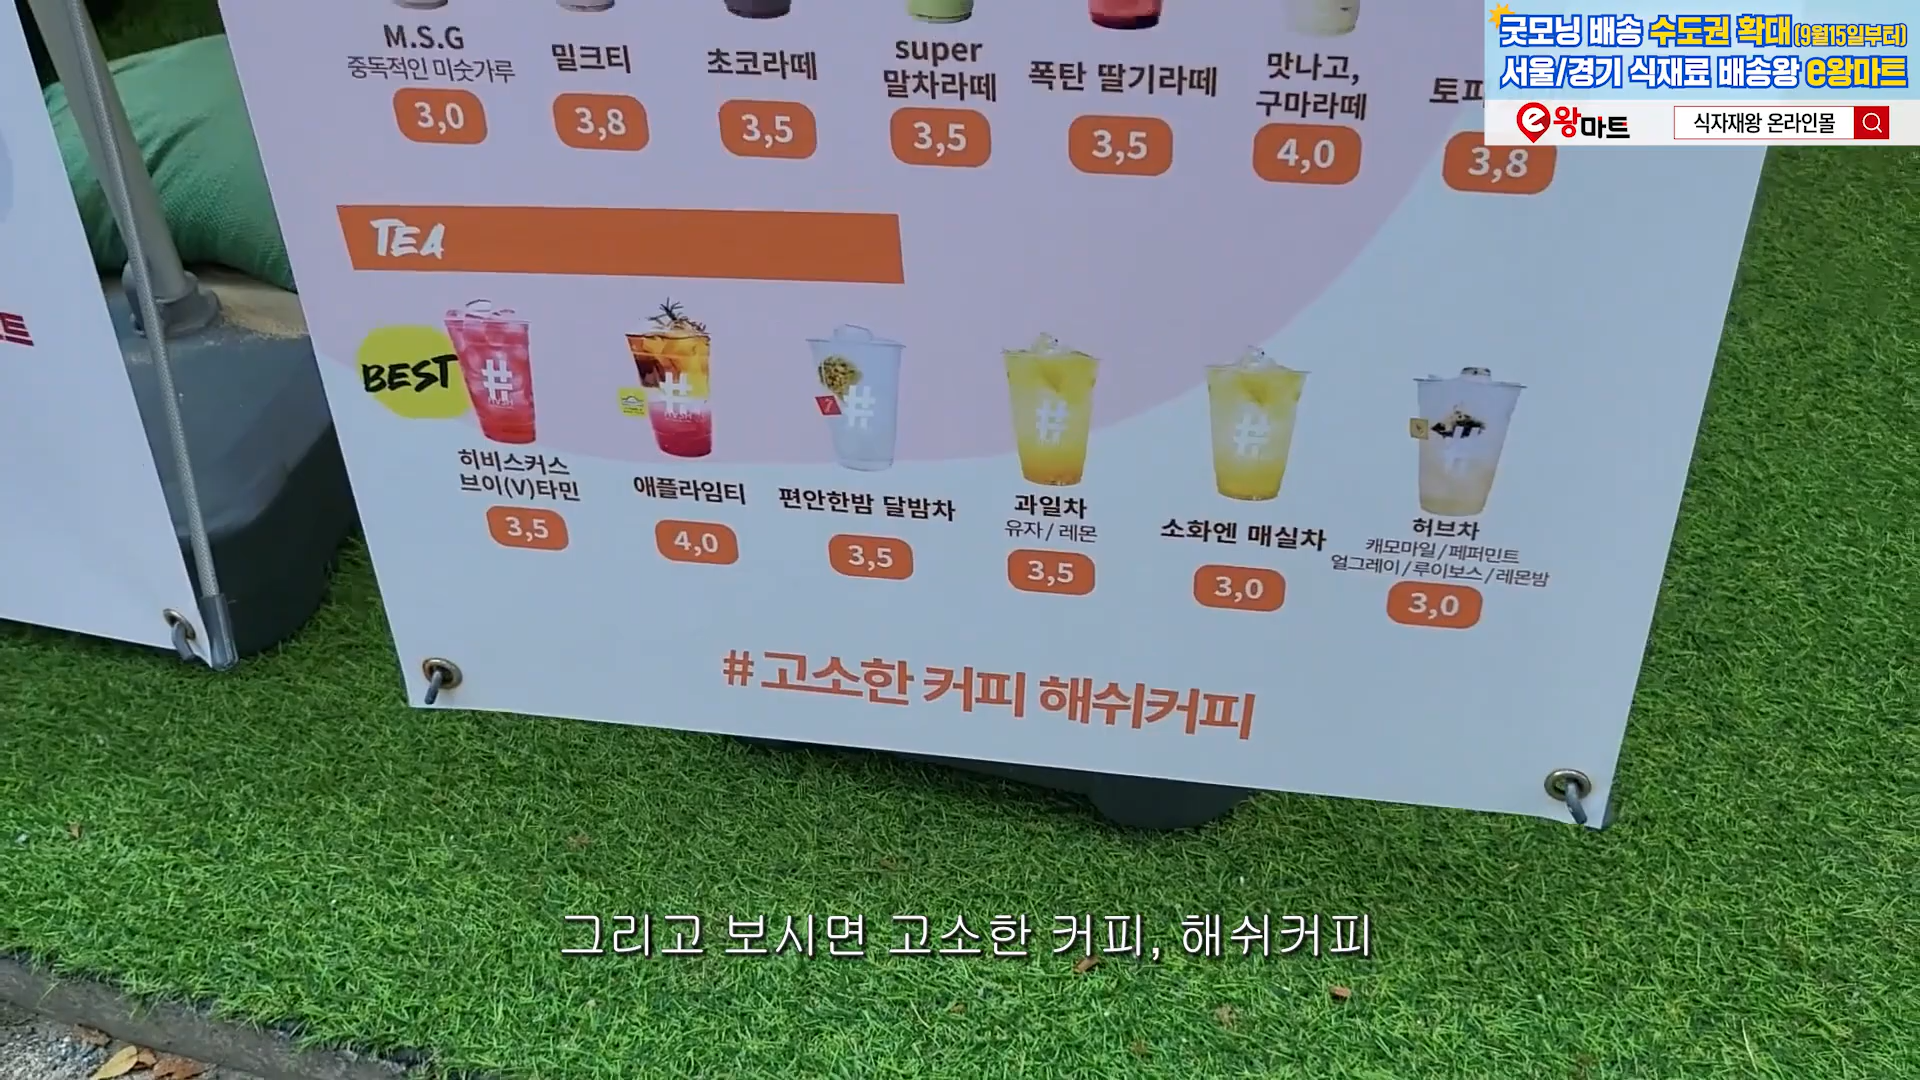 굿모닝 배송 수도권 확대(9월15일부터)
서울/경기 식재료 배송왕 e왕마트
e왕마트
식자재왕 온라인몰
M.S.G
중독적인 미숫가루
3,0
밀크티
3,8
초코라떼
3,5
super
말차라떼
3,5
폭탄 딸기라떼
3,5
맛나고,
구마라떼
4,0
3,8
TEA
BEST
히비스커스
브이(V)타민
3,5
애플라임티
4,0
편안한밤 달밤차
3,5
과일차
유자/레몬
3,5
소화엔 매실차
3,0
허브차
캐모마일/페퍼민트
얼그레이/루이보스/레몬밤
3,0
#고소한 커피 해쉬커피
그리고 보시면 고소한 커피, 해쉬커피